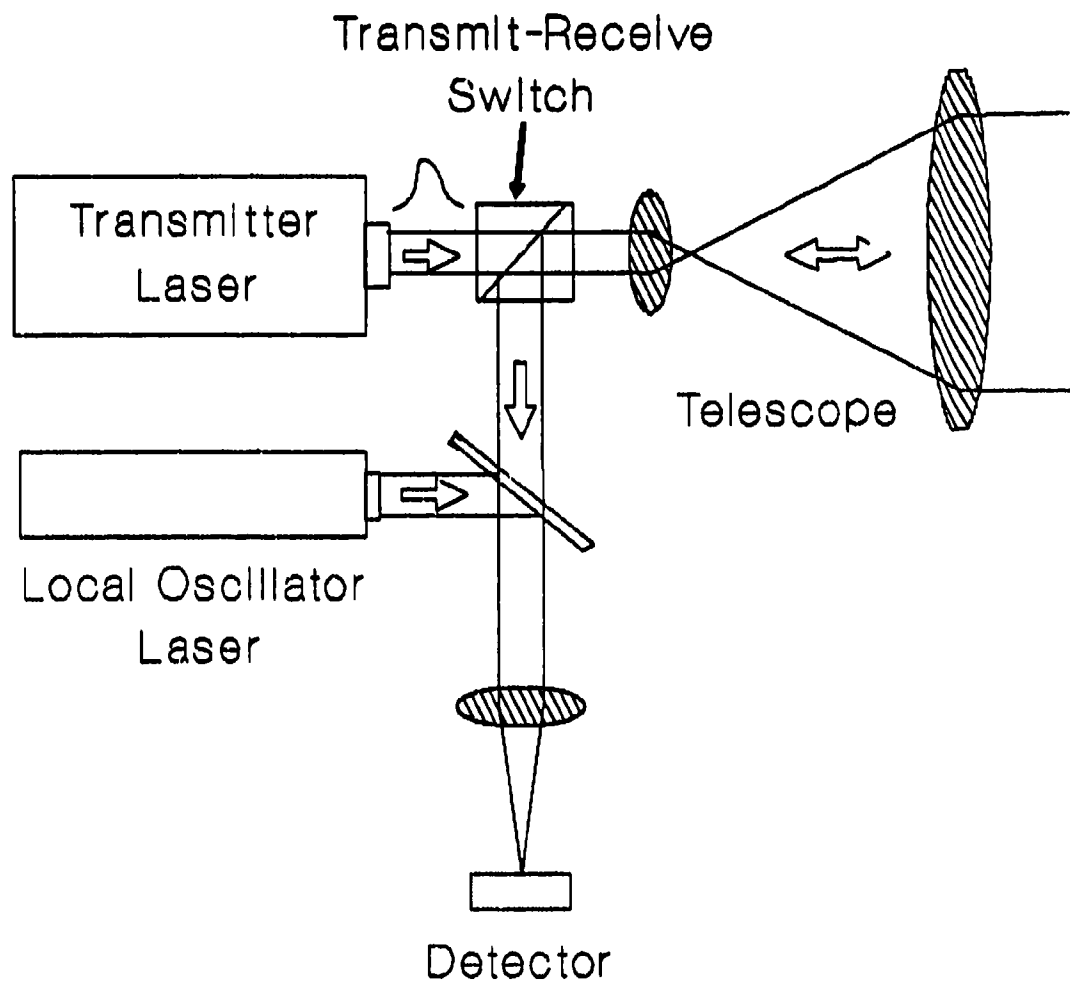 Transmit-Receive
Switch
Transmitter
Laser
Telescope
Local Oscillator
Laser
Detector